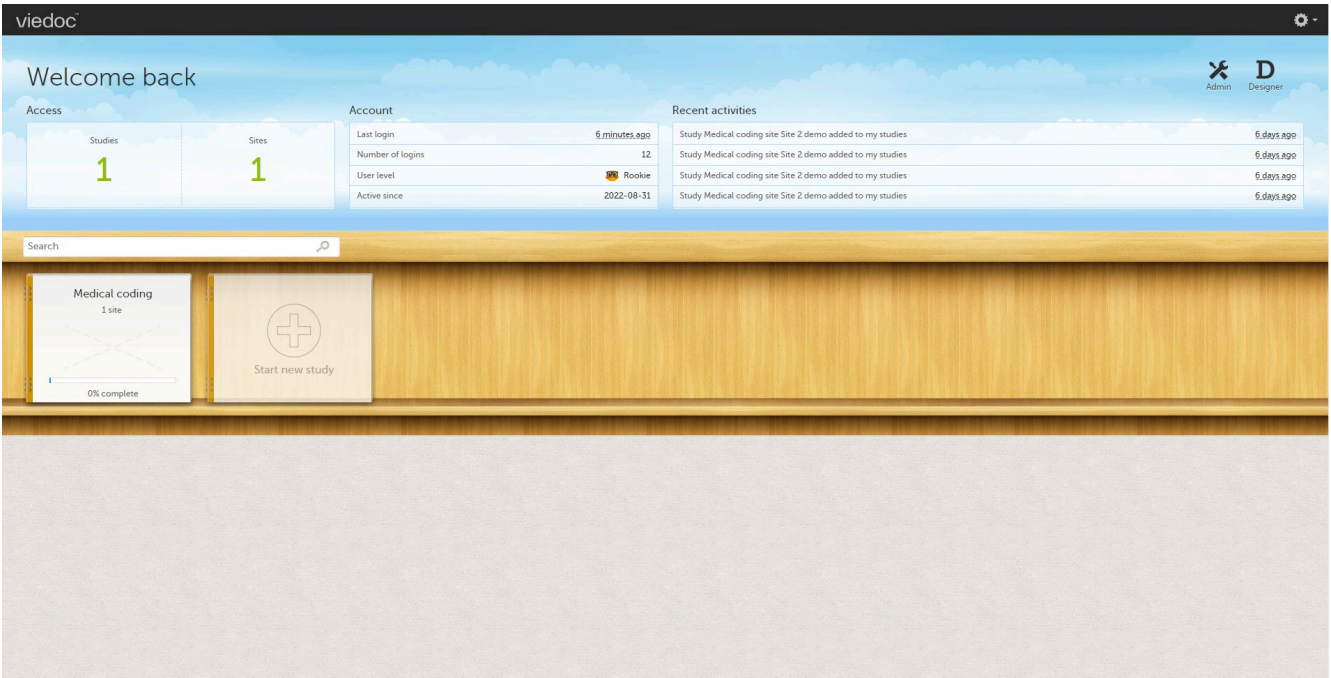 viedoc™
Welcome back
Admin
D
Designer
Access
Studies
1
Sites
1
Account
Last login 6 minutes ago
Number of logins 12
User level Rookie
Active since 2022-08-31
Recent activities
Study Medical coding site Site 2 demo added to my studies 6 days ago
Study Medical coding site Site 2 demo added to my studies 6 days ago
Study Medical coding site Site 2 demo added to my studies 6 days ago
Study Medical coding site Site 2 demo added to my studies 6 days ago
Search
Medical coding
1 site
0% complete
Start new study